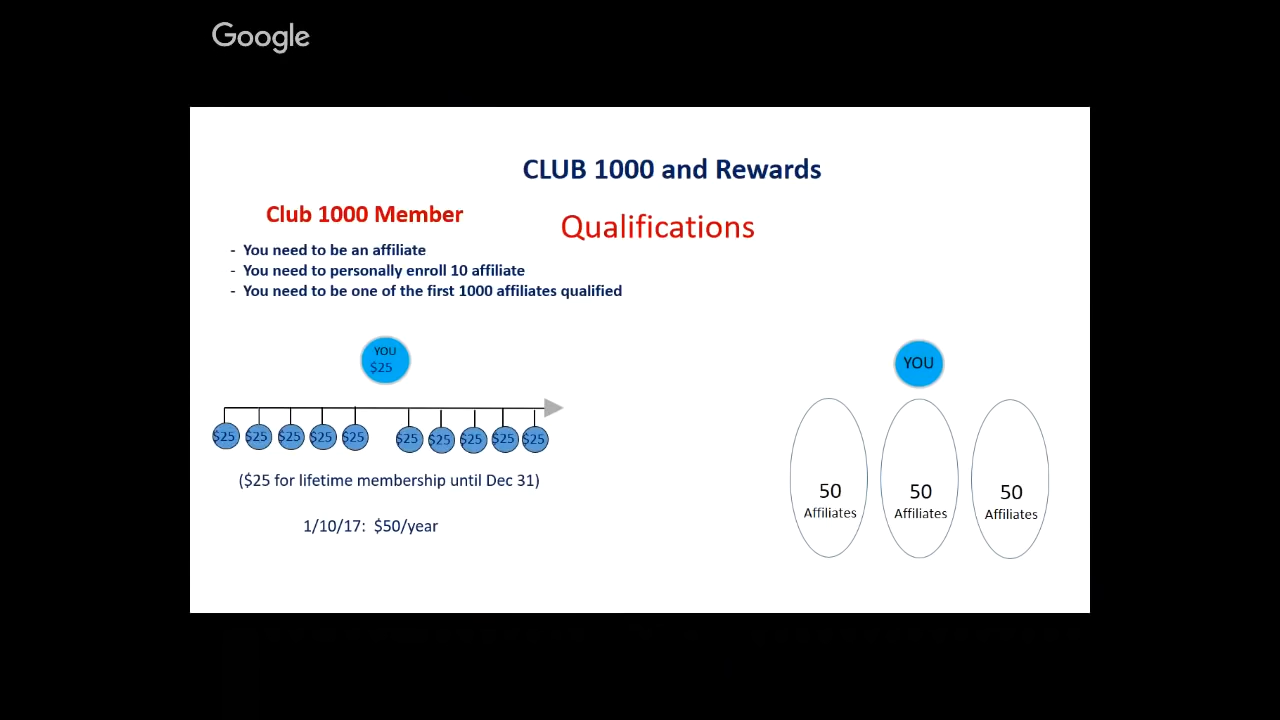 Google
CLUB 1000 and Rewards
Club 1000 Member
Qualifications
- You need to be an affiliate
- You need to personally enroll 10 affiliate
- You need to be one of the first 1000 affiliates qualified
YOU
$25
YOU
$25 $25 $25 $25 $25 $25 $25 $25 $25 $25
($25 for lifetime membership until Dec 31)
1/10/17: $50/year
50 50 50
Affiliates Affiliates Affiliates